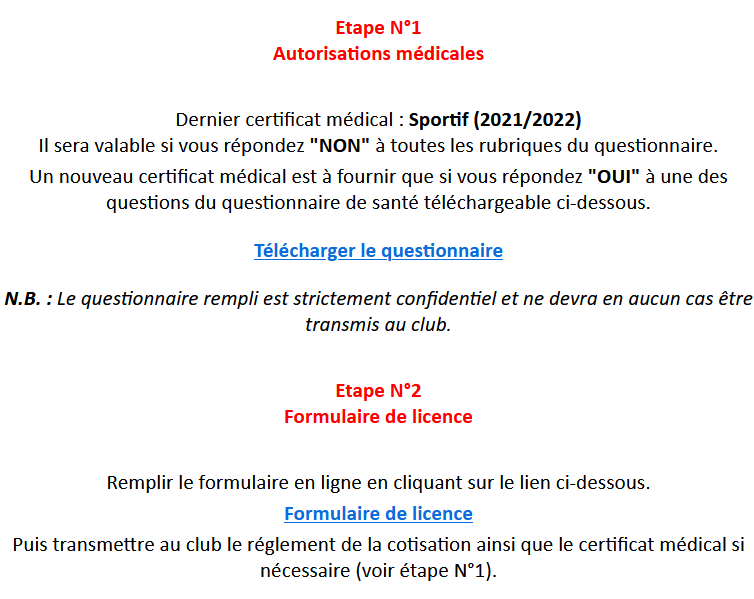 Etape N°1
Autorisations médicales
Dernier certificat médical : Sportif (2021/2022)
Il sera valable si vous répondez "NON" à toutes les rubriques du questionnaire.
Un nouveau certificat médical est à fournir que si vous répondez "OUI" à une des
questions du questionnaire de santé téléchargeable ci-dessous.
Télécharger le questionnaire
N.B. : Le questionnaire rempli est strictement confidentiel et ne devra en aucun cas être
transmis au club.
Etape N°2
Formulaire de licence
Remplir le formulaire en ligne en cliquant sur le lien ci-dessous.
Formulaire de licence
Puis transmettre au club le réglement de la cotisation ainsi que le certificat médical si
nécessaire (voir étape N°1).